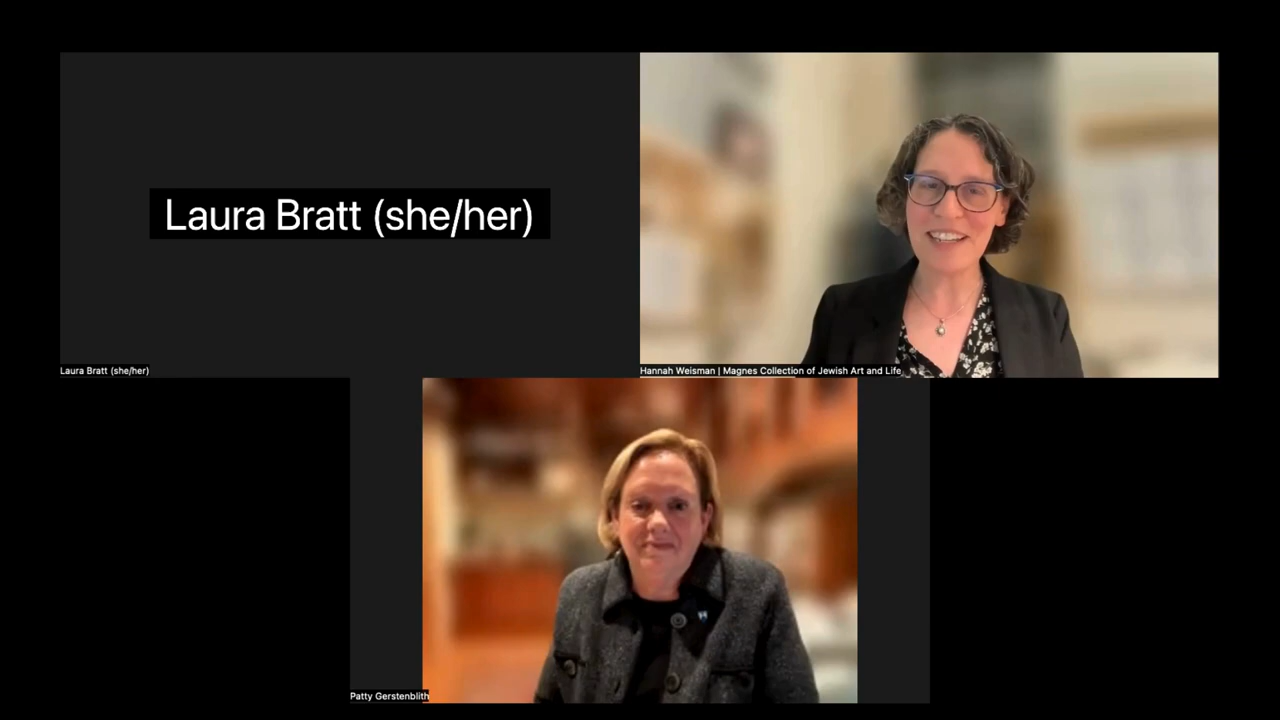 Laura Bratt (she/her)
Laura Bratt (she/her)
Hannah Weisman | Magnes Collection of Jewish Art and Life
Patty Gerstenblith